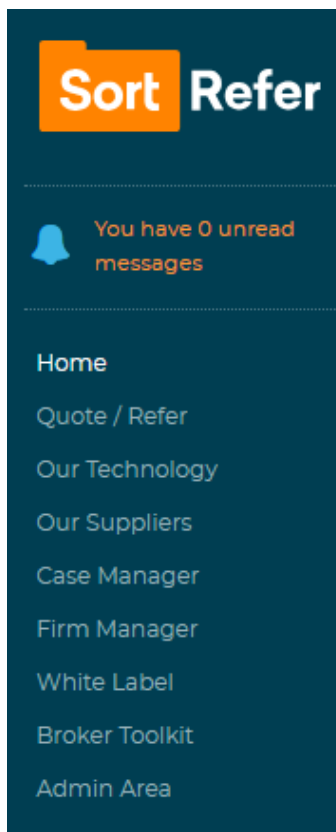 Sort Refer
You have 0 unread
messages
Home
Quote / Refer
Our Technology
Our Suppliers
Case Manager
Firm Manager
White Label
Broker Toolkit
Admin Area